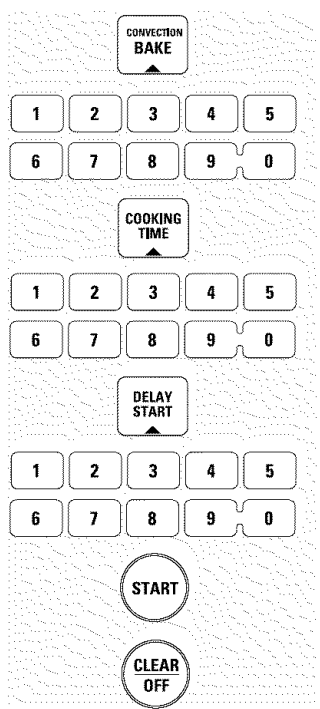 CONVECTION
BAKE
1 2 3 4 5
6 7 8 9 0
COOKING
TIME
1 2 3 4 5
6 7 8 9 0
DELAY
START
1 2 3 4 5
6 7 8 9 0
START
CLEAR
OFF